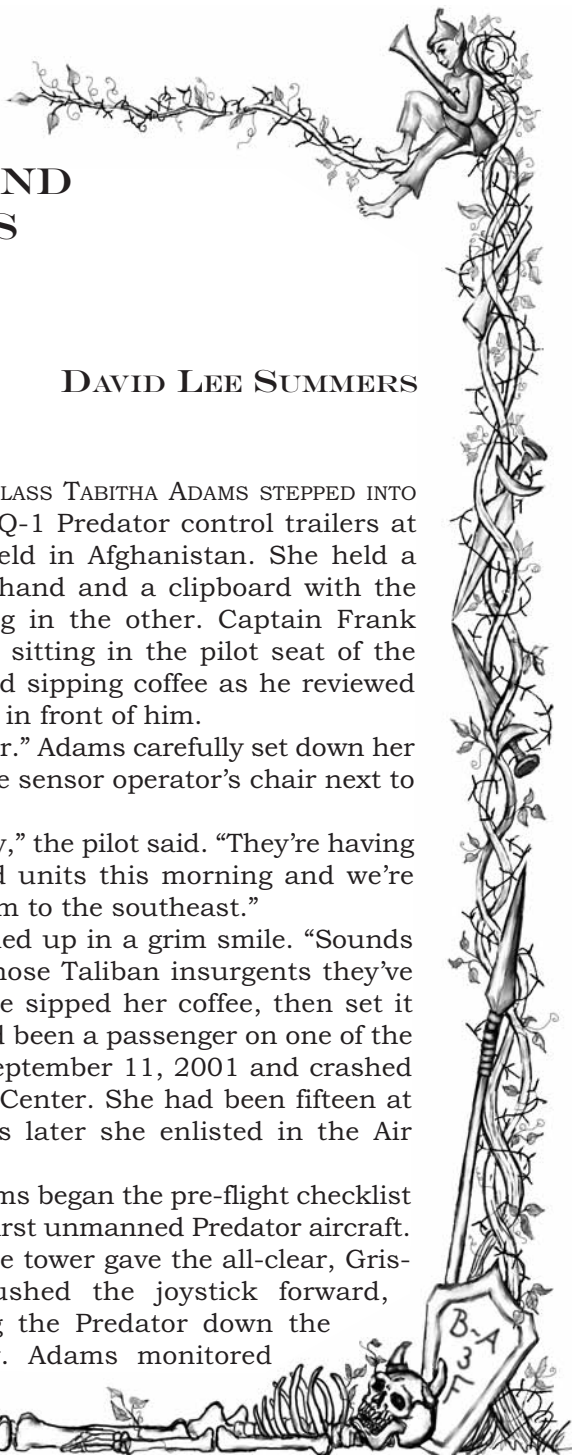 ND
S
DAVID LEE SUMMERS
LASS TABITHA ADAMS STEPPED INTO
Q-1 Predator control trailers at
eld in Afghanistan. She held a
hand and a clipboard with the
g in the other. Captain Frank
sitting in the pilot seat of the
d sipping coffee as he reviewed
in front of him.
r.” Adams carefully set down her
e sensor operator’s chair next to
y,” the pilot said. “They’re having
d units this morning and we’re
m to the southeast.”
ed up in a grim smile. “Sounds
hose Taliban insurgents they’ve
e sipped her coffee, then set it
d been a passenger on one of the
eptember 11, 2001 and crashed
Center. She had been fifteen at
s later she enlisted in the Air
ms began the pre-flight checklist
irst unmanned Predator aircraft.
e tower gave the all-clear, Gris-
ushed the joystick forward,
g the Predator down the
. Adams monitored
B-A
3
F